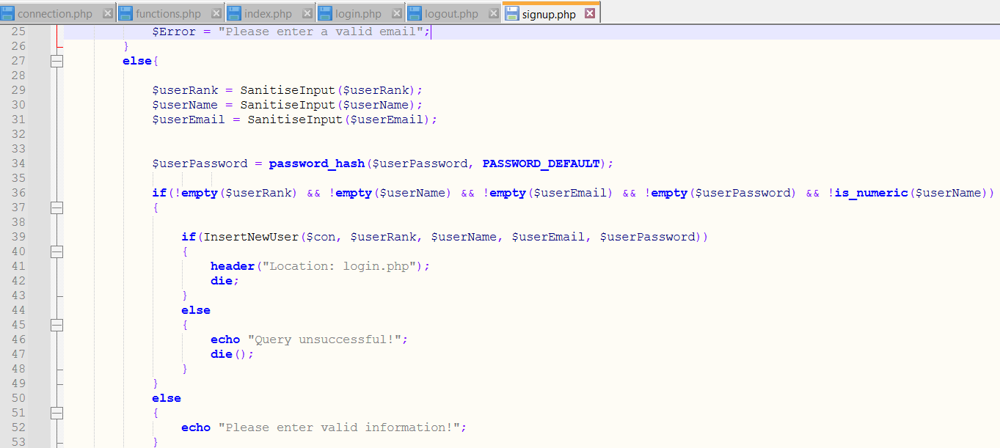 connection.php functions.php index.php login.php logout.php signup.php
25 $Error = "Please enter a valid email";
26 }
27 else{
28
29 $userRank = SanitiseInput($userRank);
30 $userName = SanitiseInput($userName);
31 $userEmail = SanitiseInput($userEmail);
32
33
34 $userPassword = password_hash($userPassword, PASSWORD_DEFAULT);
35
36 if(!empty($userRank) && !empty($userName) && !empty($userEmail) && !empty($userPassword) && !is_numeric($userName))
37 {
38
39 if(InsertNewUser($con, $userRank, $userName, $userEmail, $userPassword))
40 {
41 header("Location: login.php");
42 die;
43 }
44 else
45 {
46 echo "Query unsuccessful!";
47 die();
48 }
49 }
50 else
51 {
52 echo "Please enter valid information!";
53 }